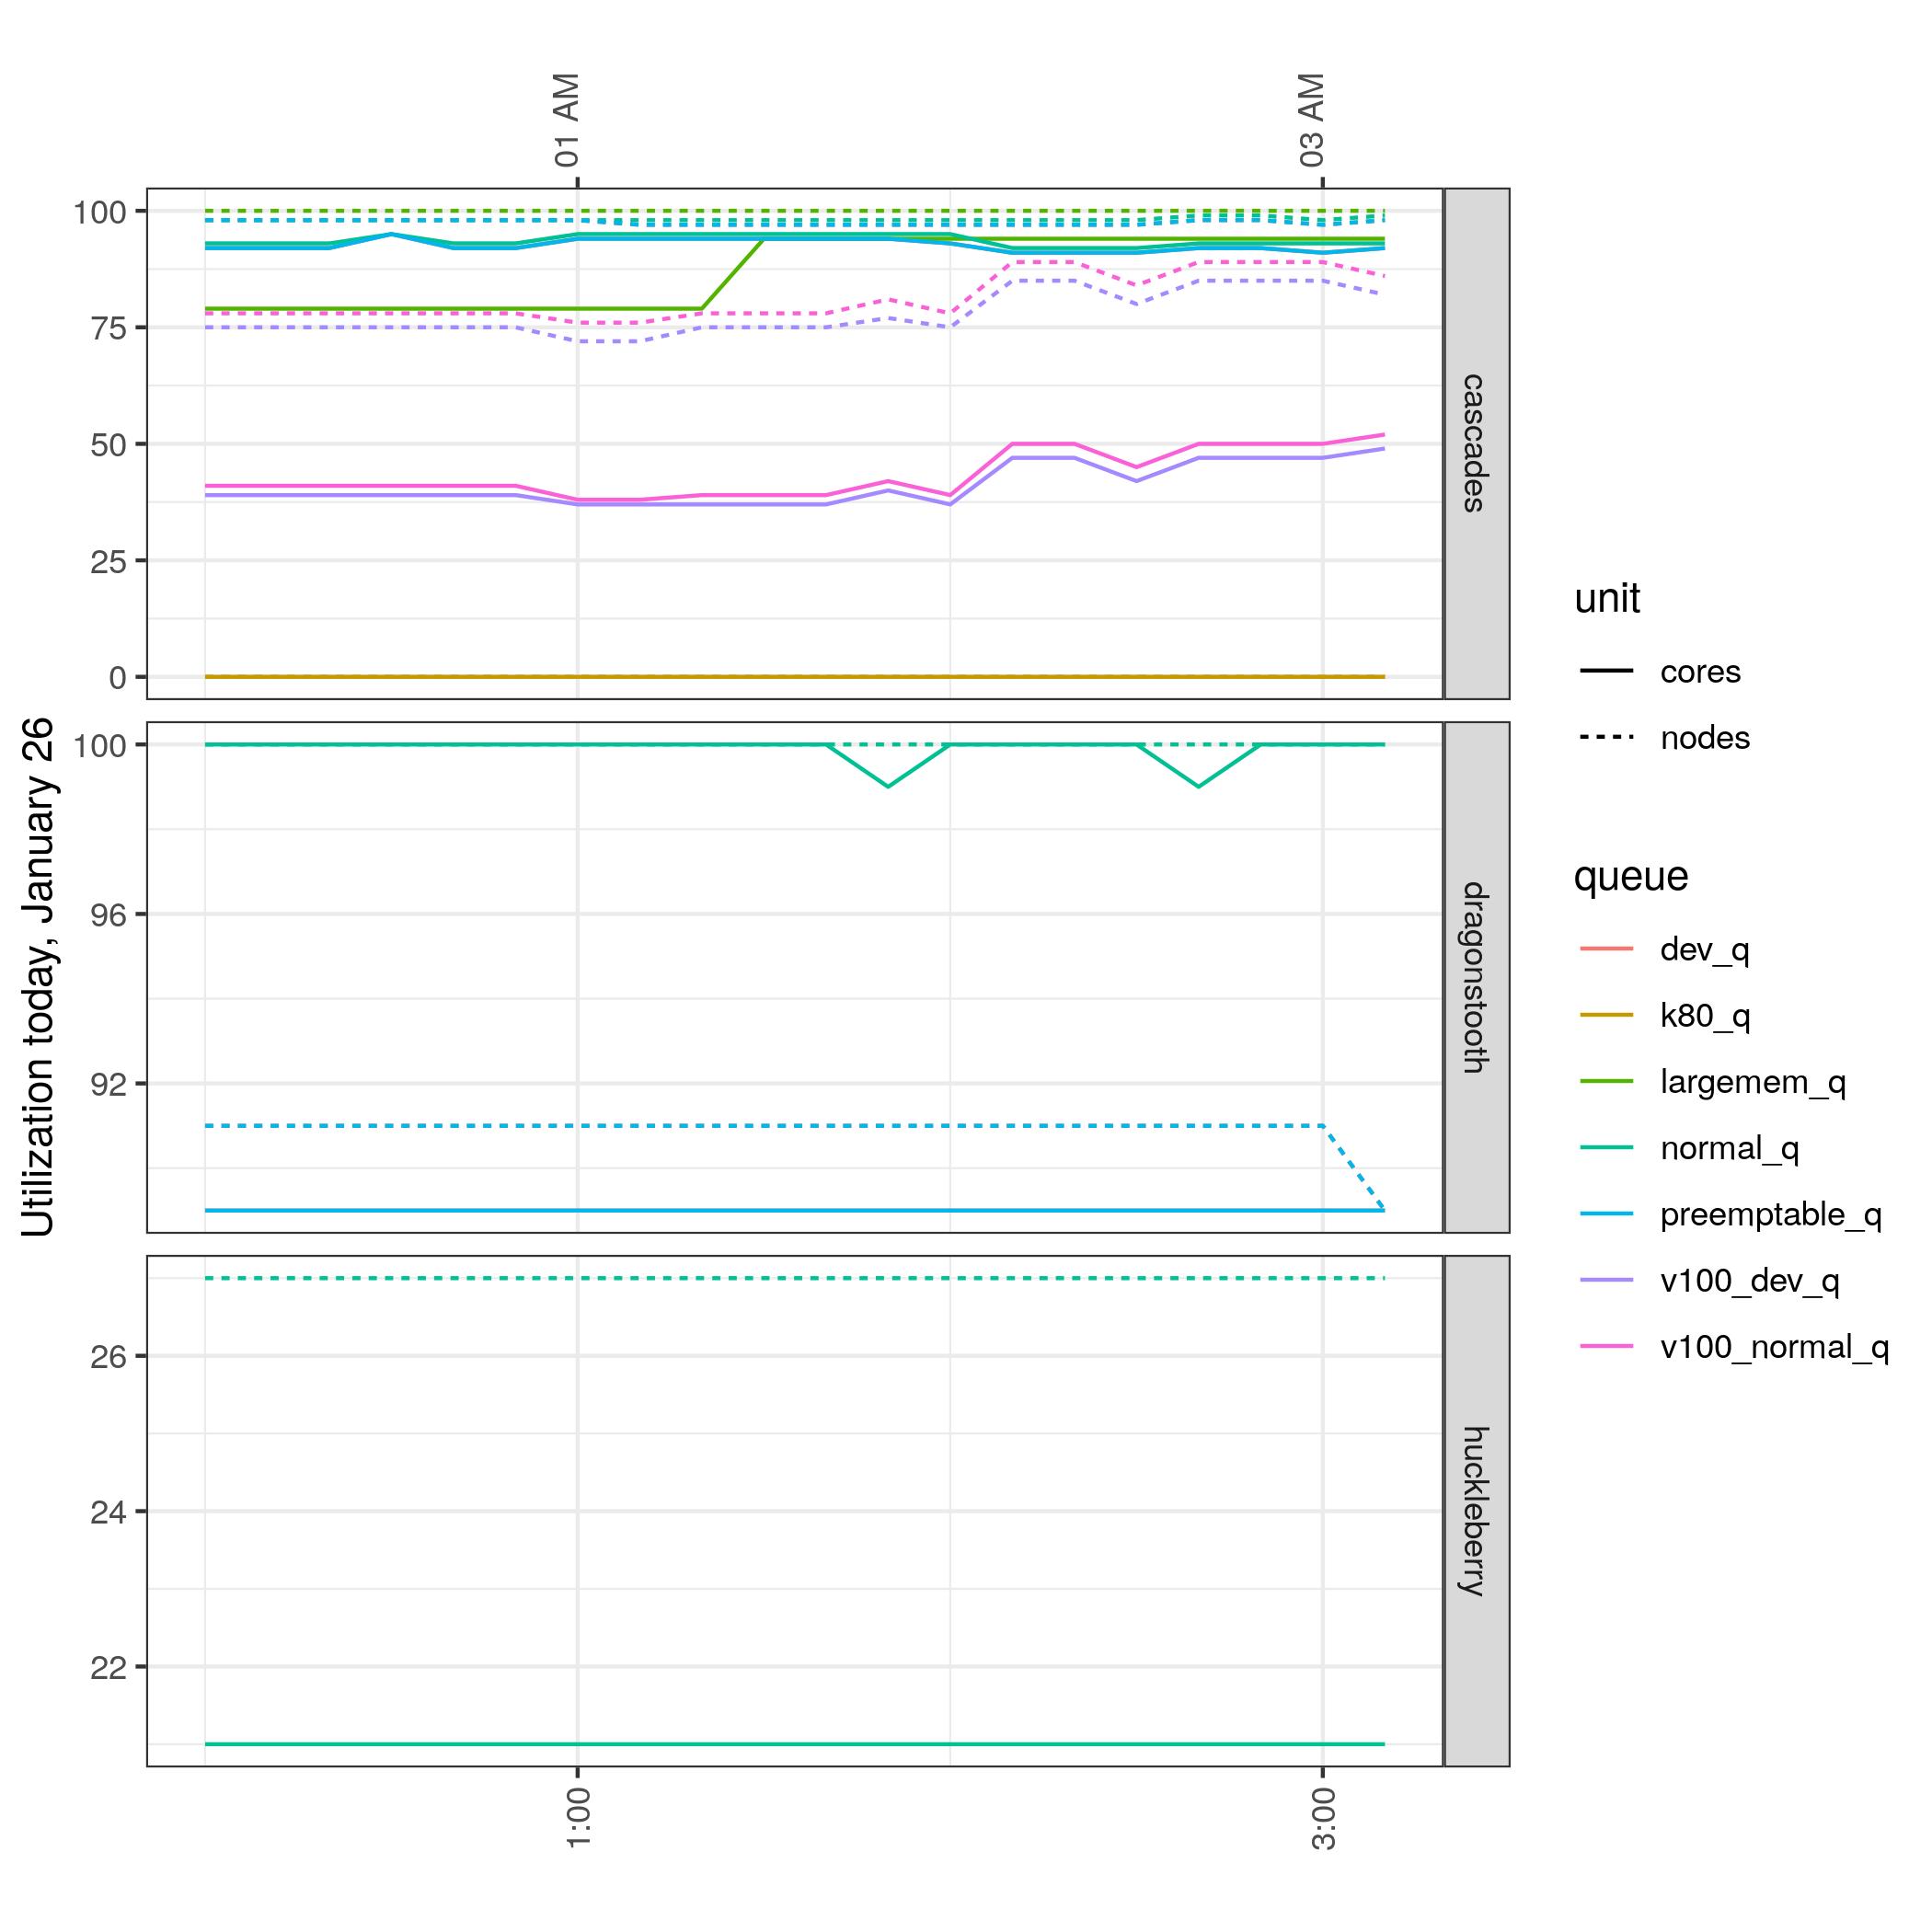 01 AM
03 AM
100
75
50
25
0
cascades
100
96
92
dragonstooth
26
24
22
huckleberry
1:00
3:00
Utilization today, January 26
unit
cores
nodes
queue
dev_q
k80_q
largemem_q
normal_q
preemptable_q
v100_dev_q
v100_normal_q